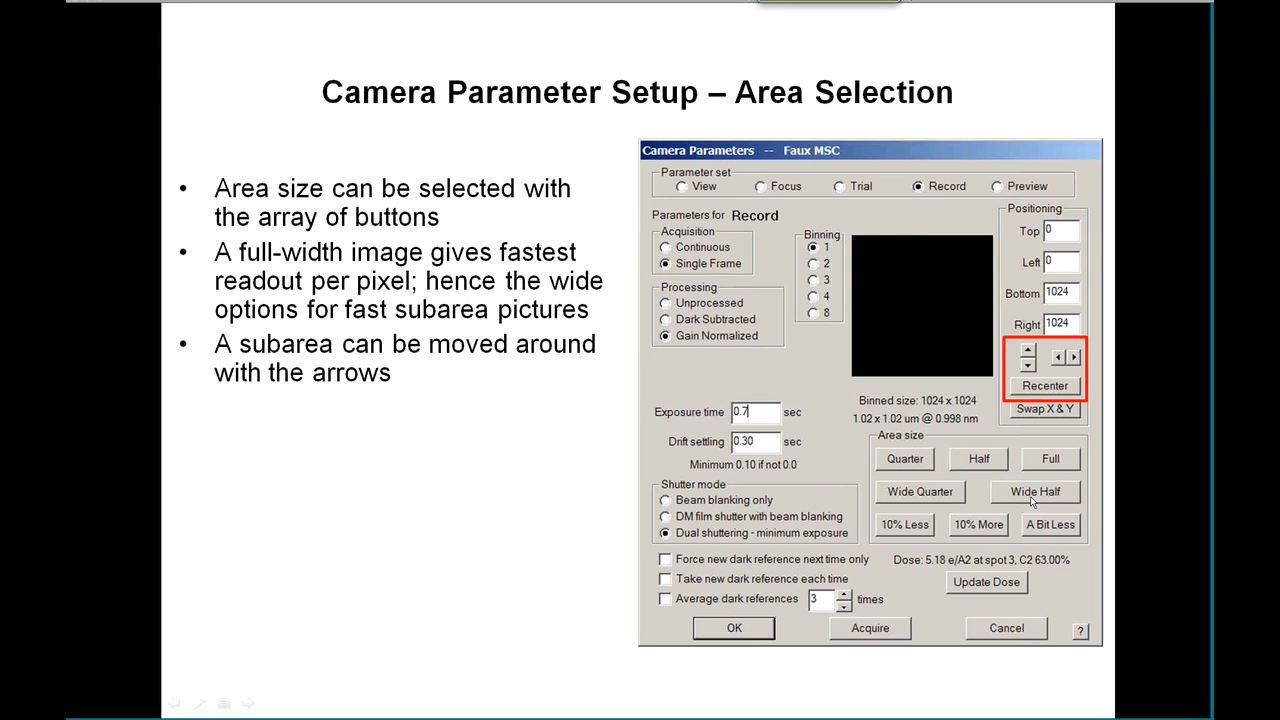 Camera Parameter Setup – Area Selection
• Area size can be selected with
the array of buttons
• A full-width image gives fastest
readout per pixel; hence the wide
options for fast subarea pictures
• A subarea can be moved around
with the arrows
Camera Parameters -- Faux MSC
Parameter set
View Focus Trial Record Preview
Parameters for Record
Acquisition
Continuous
Single Frame
Processing
Unprocessed
Dark Subtracted
Gain Normalized
Binning
1
2
3
4
8
Positioning
Top 0
Left 0
Bottom 1024
Right 1024
Recenter
Swap X & Y
Binned size: 1024 x 1024
1.02 x 1.02 um @ 0.998 nm
Exposure time 0.7 sec
Drift settling 0.30 sec
Minimum 0.10 if not 0.0
Area size
Quarter Half Full
Wide Quarter Wide Half
10% Less 10% More A Bit Less
Shutter mode
Beam blanking only
DM film shutter with beam blanking
Dual shuttering - minimum exposure
Force new dark reference next time only
Take new dark reference each time
Average dark references 3 times
Dose: 5.18 e/A2 at spot 3, C2 63.00%
Update Dose
OK Acquire Cancel ?